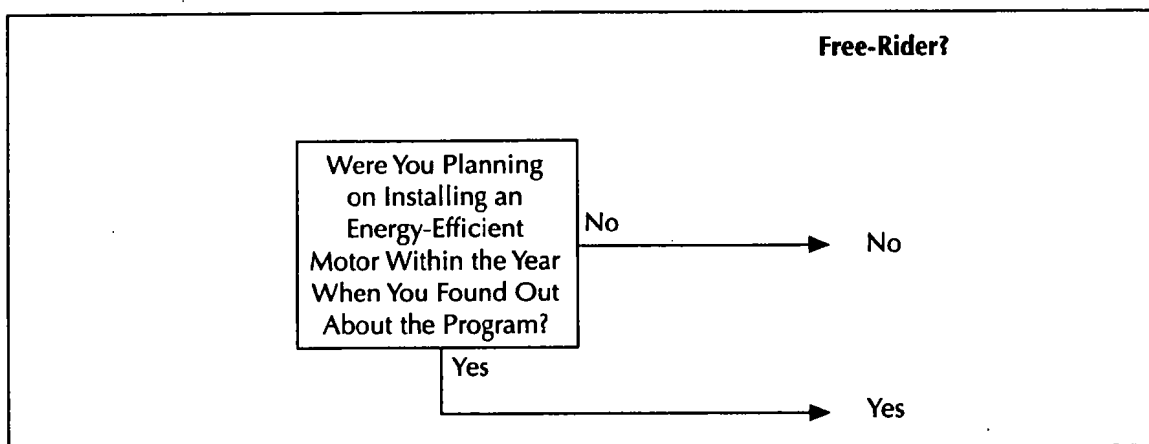 Free-Rider?
Were You Planning
on Installing an
Energy-Efficient
Motor Within the Year
When You Found Out
About the Program?
No
No
Yes
Yes